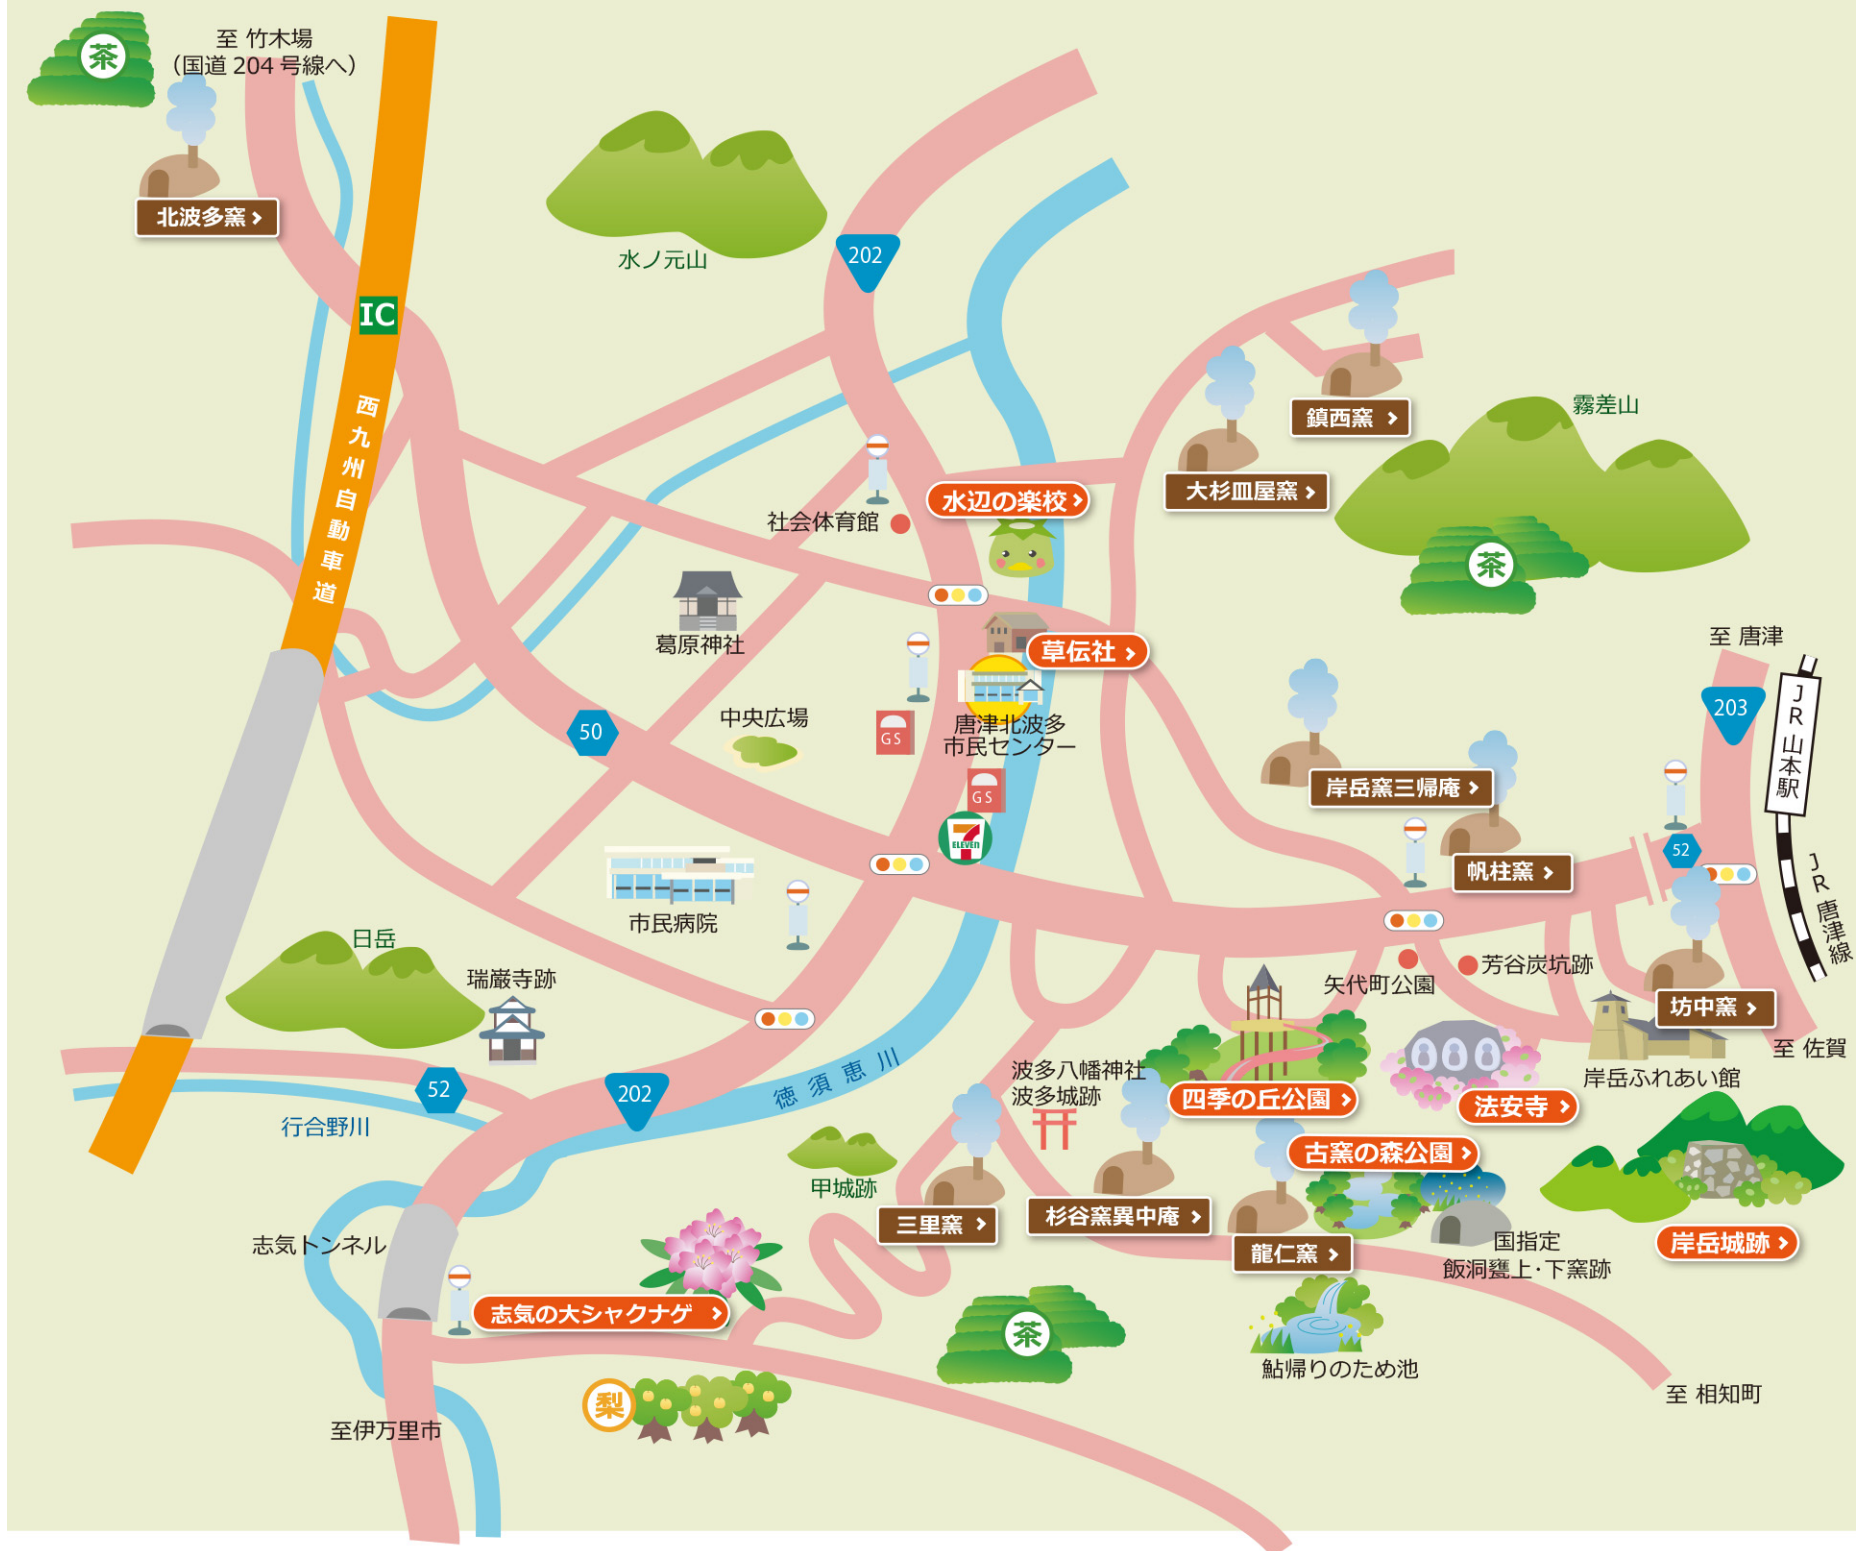 茶
至 竹木場
（国道 204 号線へ）
北波多窯
水ノ元山
202
IC
西九州自動車道
鎮西窯
霧差山
大杉皿屋窯
水辺の楽校
社会体育館
茶
葛原神社
草伝社
至 唐津
中央広場
50
GS
唐津北波多
市民センター
203
JR山本駅
GS
岸岳窯三帰庵
7
ELEVEN
52
帆柱窯
市民病院
JR唐津線
日岳
瑞巌寺跡
矢代町公園
芳谷炭坑跡
坊中窯
至 佐賀
52
202
徳須恵川
波多八幡神社
波多城跡
四季の丘公園
法安寺
岸岳ふれあい館
行合野川
古窯の森公園
甲城跡
三里窯
杉谷窯異中庵
龍仁窯
国指定
飯洞甕上・下窯跡
岸岳城跡
志気トンネル
志気の大シャクナゲ
茶
鮎帰りのため池
至 相知町
梨
至伊万里市